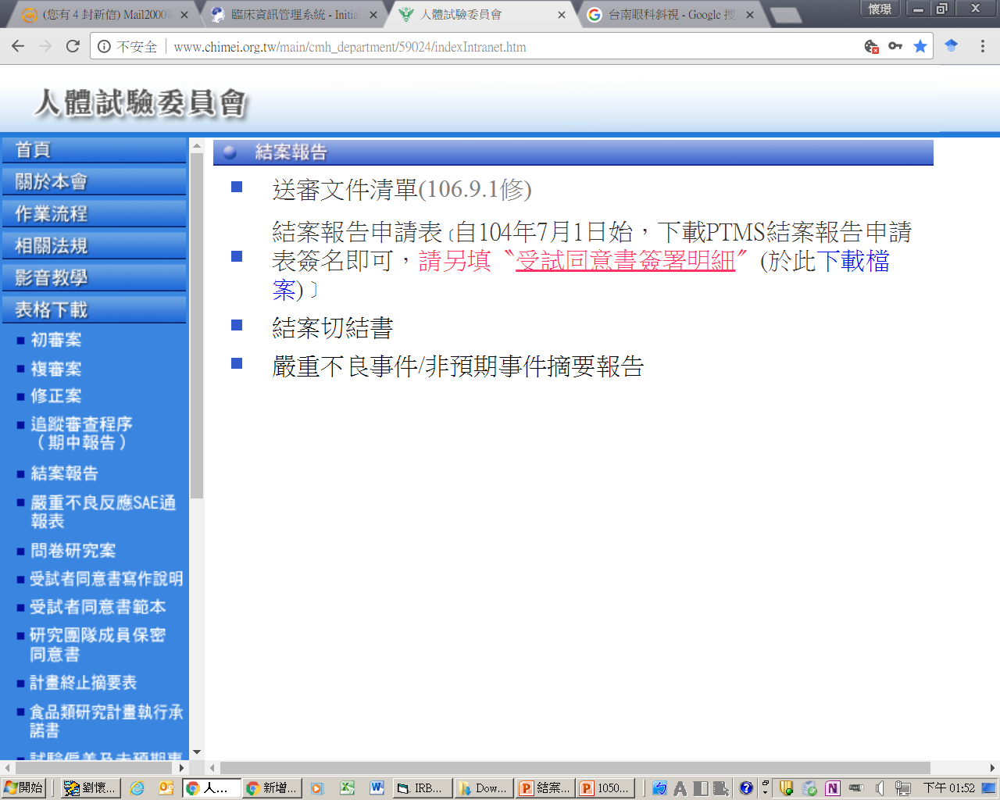 (您有 4 封新信) Mail2000
臨床資訊管理系統 - Initia
人體試驗委員會
台南眼科斜視 - Google 搜
懷璟
不安全
www.chimei.org.tw/main/cmh_department/59024/indexIntranet.htm
人體試驗委員會
首頁
關於本會
作業流程
相關法規
影音教學
表格下載
初審案
複審案
修正案
追蹤審查程序
（期中報告）
結案報告
嚴重不良反應SAE通
報表
問卷研究案
受試者同意書寫作說明
受試者同意書範本
研究團隊成員保密
同意書
計畫終止摘要表
食品類研究計畫執行承
諾書
試驗偏差及未預期事
結案報告
送審文件清單(106.9.1修)
結案報告申請表〔自104年7月1日始，下載PTMS結案報告申請
表簽名即可，請另填〝受試同意書簽署明細〞(於此下載檔
案)〕
結案切結書
嚴重不良事件/非預期事件摘要報告
開始
劉懷...
人...
新增...
IRB...
Dow...
結案...
1050...
下午 01:52